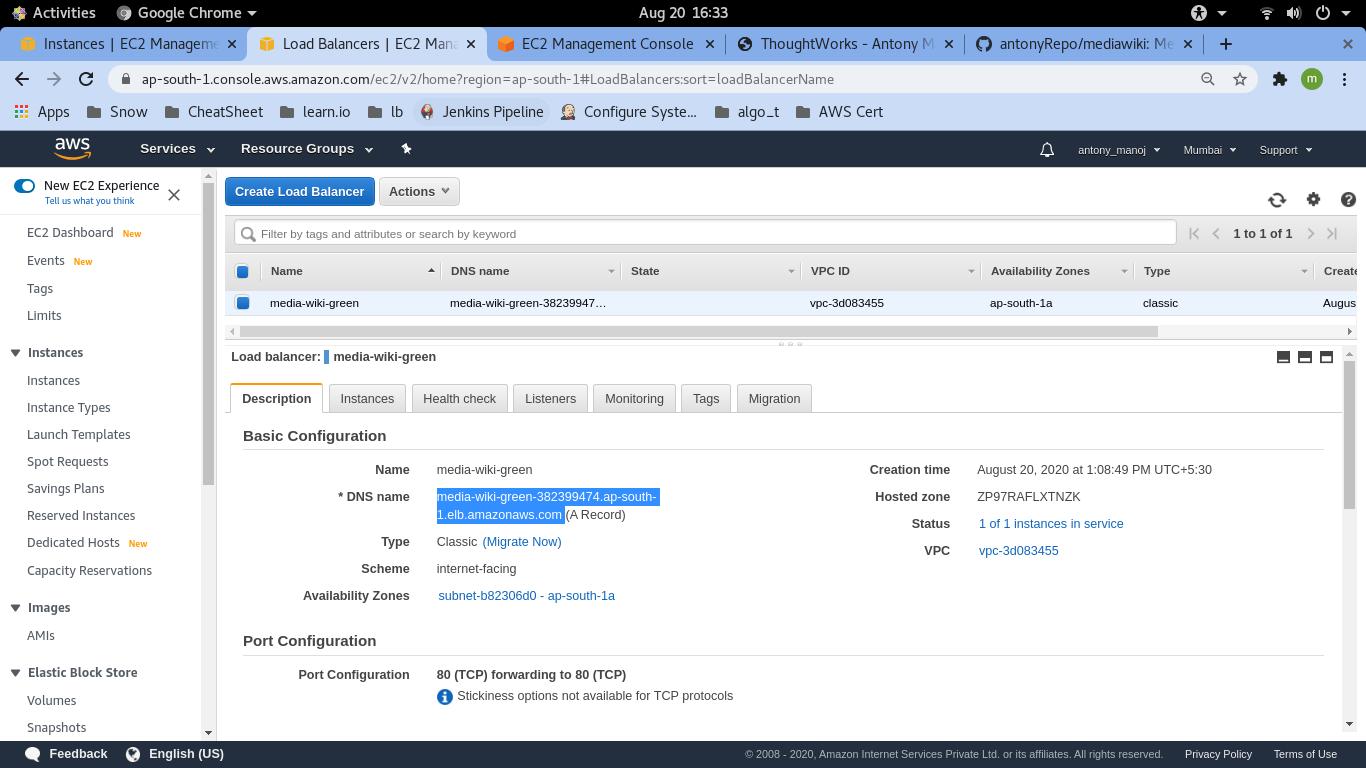 Activities
Google Chrome
Aug 20 16:33
Instances | EC2 Manageme
Load Balancers | EC2 Mana
EC2 Management Console
ThoughtWorks - Antony M
antonyRepo/mediawiki: Me
ap-south-1.console.aws.amazon.com/ec2/v2/home?region=ap-south-1#LoadBalancers:sort=loadBalancerName
m
Apps
Snow
CheatSheet
learn.io
lb
Jenkins Pipeline
Configure Syste...
algo_t
AWS Cert
aws
Services
Resource Groups
antony_manoj
Mumbai
Support
New EC2 Experience
Tell us what you think
EC2 Dashboard New
Events New
Tags
Limits
Instances
Instances
Instance Types
Launch Templates
Spot Requests
Savings Plans
Reserved Instances
Dedicated Hosts New
Capacity Reservations
Images
AMIs
Elastic Block Store
Volumes
Snapshots
Create Load Balancer
Actions
Filter by tags and attributes or search by keyword
1 to 1 of 1
Name DNS name State VPC ID Availability Zones Type Create
media-wiki-green media-wiki-green-38239947... vpc-3d083455 ap-south-1a classic Augus
Load balancer: media-wiki-green
Description Instances Health check Listeners Monitoring Tags Migration
Basic Configuration
Name media-wiki-green
* DNS name media-wiki-green-382399474.ap-south-
1.elb.amazonaws.com (A Record)
Type Classic (Migrate Now)
Scheme internet-facing
Availability Zones subnet-b82306d0 - ap-south-1a
Creation time August 20, 2020 at 1:08:49 PM UTC+5:30
Hosted zone ZP97RAFLXTNZK
Status 1 of 1 instances in service
VPC vpc-3d083455
Port Configuration
Port Configuration 80 (TCP) forwarding to 80 (TCP)
Stickiness options not available for TCP protocols
Feedback
English (US)
© 2008 - 2020, Amazon Internet Services Private Ltd. or its affiliates. All rights reserved.
Privacy Policy
Terms of Use